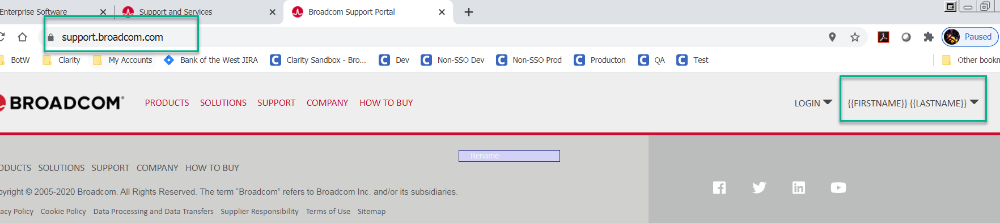 Enterprise Software Support and Services Broadcom Support Portal
support.broadcom.com Paused
BotW Clarity My Accounts Bank of the West JIRA Clarity Sandbox - Bro... Dev Non-SSO Dev Non-SSO Prod Producton QA Test Other bookm
BROADCOM® PRODUCTS SOLUTIONS SUPPORT COMPANY HOW TO BUY LOGIN {{FIRSTNAME}} {{LASTNAME}}
Rename
ODUCTS SOLUTIONS SUPPORT COMPANY HOW TO BUY
pyright © 2005-2020 Broadcom. All Rights Reserved. The term “Broadcom” refers to Broadcom Inc. and/or its subsidiaries.
acy Policy Cookie Policy Data Processing and Data Transfers Supplier Responsibility Terms of Use Sitemap